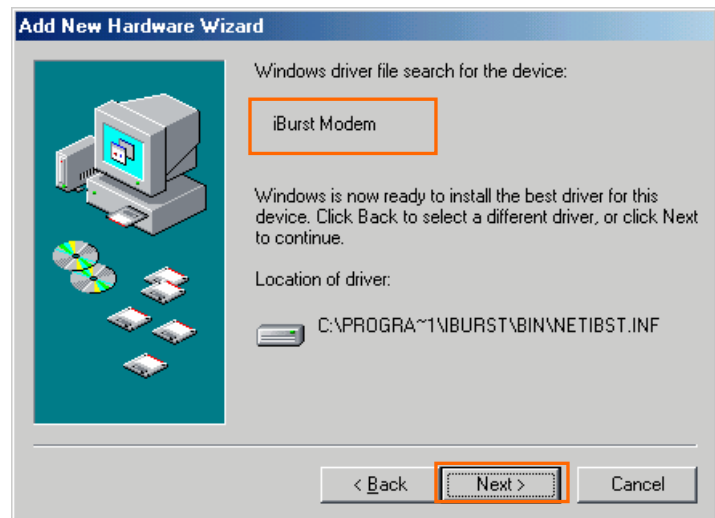 Add New Hardware Wizard
Windows driver file search for the device:
iBurst Modem
Windows is now ready to install the best driver for this
device. Click Back to select a different driver, or click Next
to continue.
Location of driver:
C:\PROGRA~1\IBURST\BIN\NETIBST.INF
< Back
Next >
Cancel